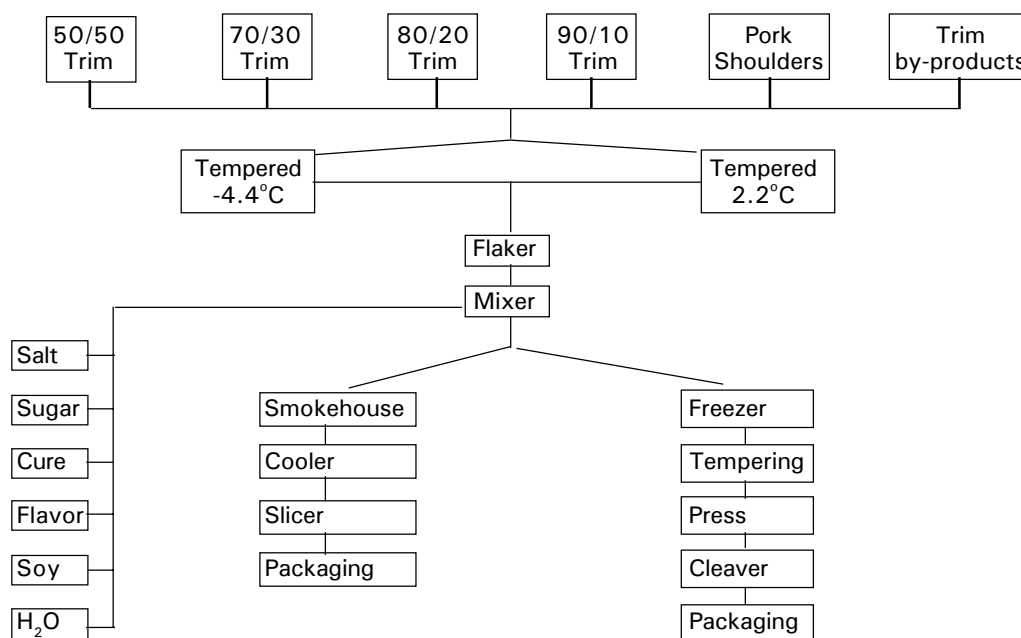 50/50
Trim
70/30
Trim
80/20
Trim
90/10
Trim
Pork
Shoulders
Trim
by-products
Tempered
-4.4°C
Tempered
2.2°C
Flaker
Mixer
Salt
Sugar
Cure
Flavor
Soy
H₂O
Smokehouse
Cooler
Slicer
Packaging
Freezer
Tempering
Press
Cleaver
Packaging